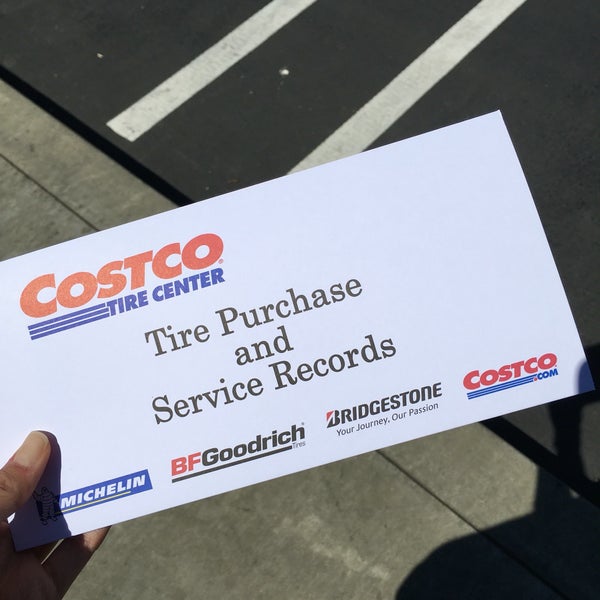 COSTCO
TIRE CENTER
Tire Purchase
and
Service Records
MICHELIN
BFGoodrich
Tires
BRIDGESTONE
Your Journey, Our Passion
COSTCO
.COM